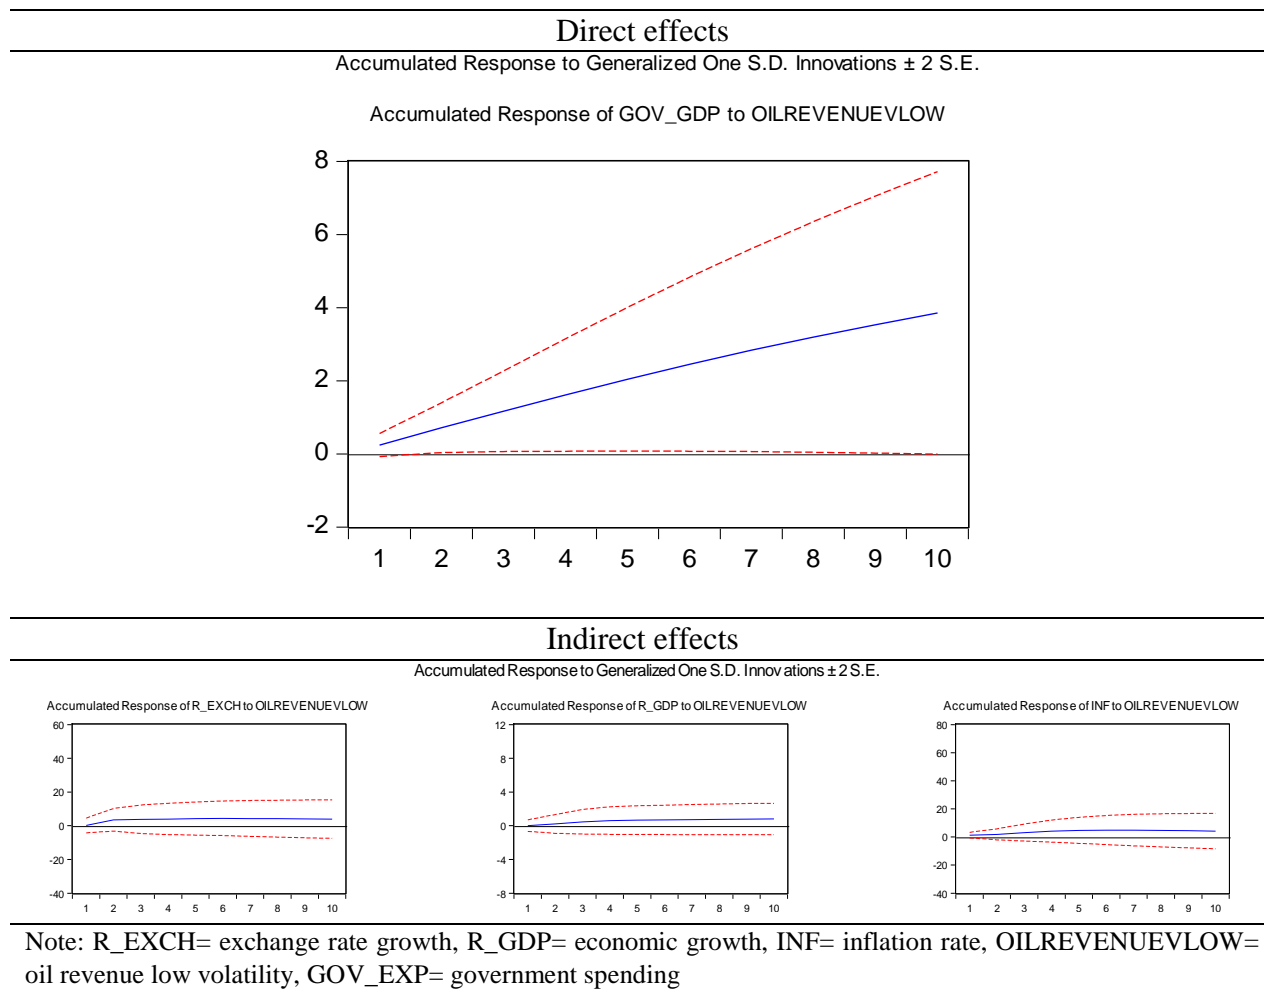 Direct effects
Accumulated Response to Generalized One S.D. Innovations ± 2 S.E.
Accumulated Response of GOV_GDP to OILREVENUEVLOW
8
6
4
2
0
-2
1 2 3 4 5 6 7 8 9 10
Indirect effects
Accumulated Response to Generalized One S.D. Innovations ± 2 S.E.
Accumulated Response of R_EXCH to OILREVENUEVLOW
60
40
20
0
-20
-40
1 2 3 4 5 6 7 8 9 10
Accumulated Response of R_GDP to OILREVENUEVLOW
12
8
4
0
-4
-8
1 2 3 4 5 6 7 8 9 10
Accumulated Response of INF to OILREVENUEVLOW
80
60
40
20
0
-20
-40
1 2 3 4 5 6 7 8 9 10
Note: R_EXCH= exchange rate growth, R_GDP= economic growth, INF= inflation rate, OILREVENUEVLOW=
oil revenue low volatility, GOV_EXP= government spending